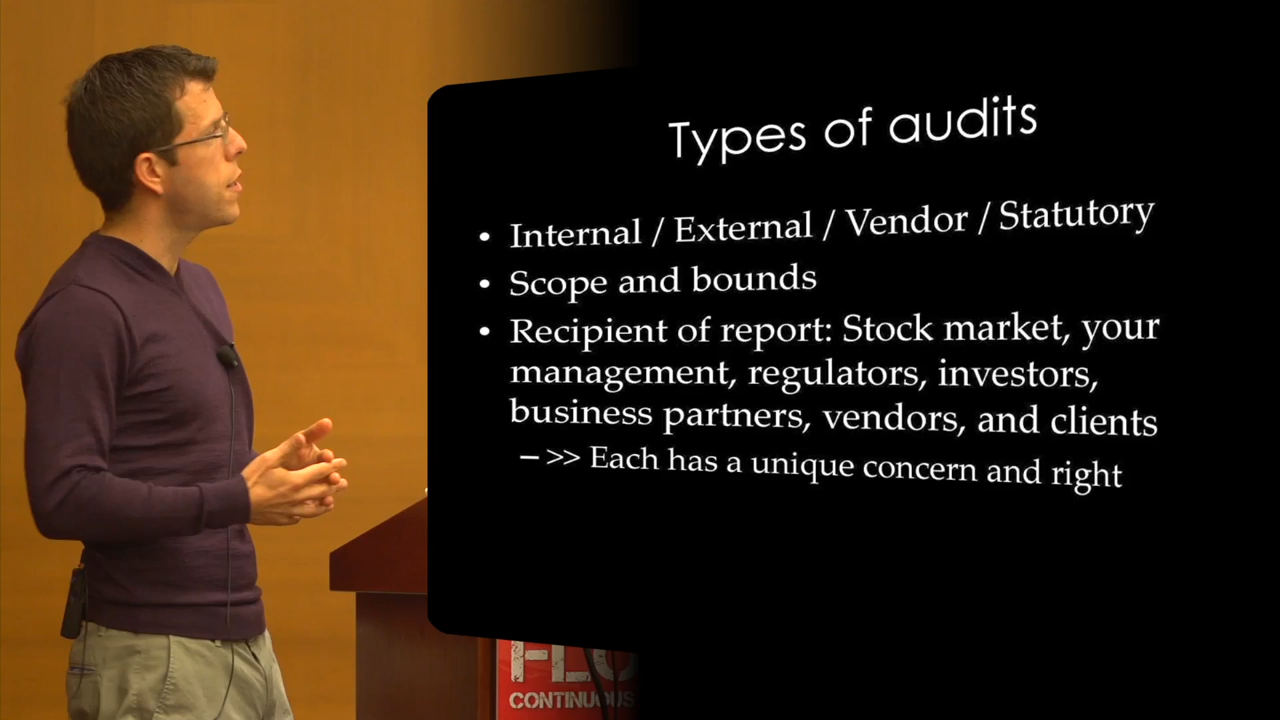 Types of audits
• Internal / External / Vendor / Statutory
• Scope and bounds
• Recipient of report: Stock market, your
management, regulators, investors,
business partners, vendors, and clients
– >> Each has a unique concern and right
FLO
CONTINUOUS